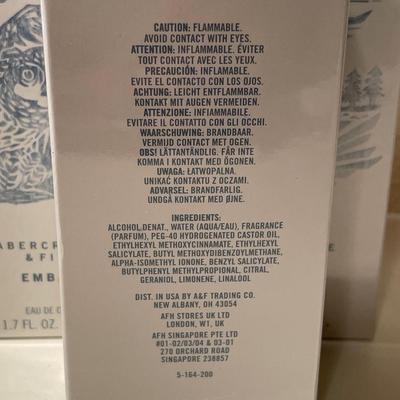 CAUTION: FLAMMABLE.
AVOID CONTACT WITH EYES.
ATTENTION: INFLAMMABLE. ÉVITER
TOUT CONTACT AVEC LES YEUX.
PRECAUCIÓN: INFLAMABLE.
EVITE EL CONTACTO CON LOS OJOS.
ACHTUNG: LEICHT ENTFLAMMBAR.
KONTAKT MIT AUGEN VERMEIDEN.
ATTENZIONE: INFIAMMABILE.
EVITARE IL CONTATTO CON GLI OCCHI.
WAARSCHUWING: BRANDBAAR.
VERMIJD CONTACT MET OGEN.
OBS! LÄTTANTÄNDLIG. FÅR INTE
KOMMA I KONTAKT MED ÖGONEN.
UWAGA: ŁATWOPALNA.
UNIKAĆ KONTAKTU Z OCZAMI.
ADVARSEL: BRANDFARLIG.
UNDGÅ KONTAKT MED ØJNE.
INGREDIENTS:
ALCOHOL,DENAT., WATER (AQUA/EAU), FRAGRANCE
(PARFUM), PEG-40 HYDROGENATED CASTOR OIL,
ETHYLHEXYL METHOXYCINNAMATE, ETHYLHEXYL
SALICYLATE, BUTYL METHOXYDIBENZOYLMETHANE,
ALPHA-ISOMETHYL IONONE, BENZYL SALICYLATE,
BUTYLPHENYL METHYLPROPIONAL, CITRAL,
GERANIOL, LIMONENE, LINALOOL
DIST. IN USA BY A&F TRADING CO.
NEW ALBANY, OH 43054
AFH STORES UK LTD
LONDON, W1, UK
AFH SINGAPORE PTE LTD
#01-02/03/04 & 03-01
270 ORCHARD ROAD
SINGAPORE 238857
5-164-200
ABERCR
& FI
EMB
EAU DE
1.7 FL. OZ.